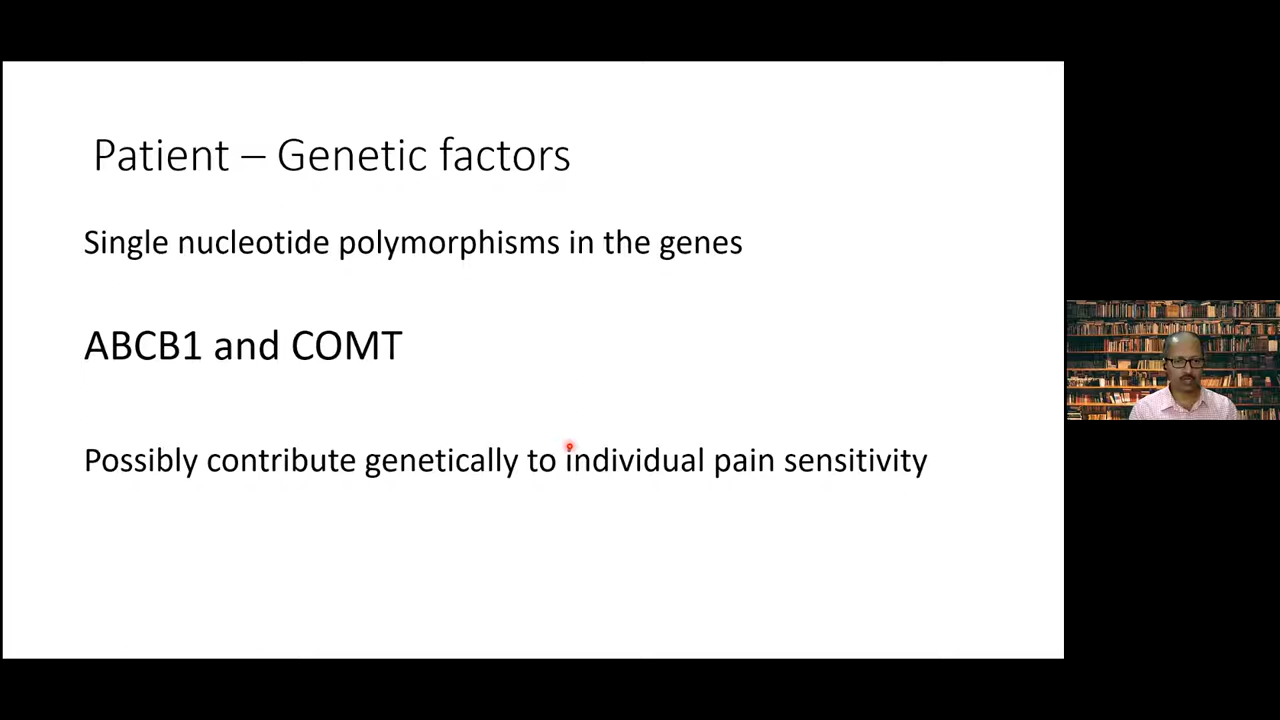 Patient – Genetic factors
Single nucleotide polymorphisms in the genes
ABCB1 and COMT
Possibly contribute genetically to individual pain sensitivity